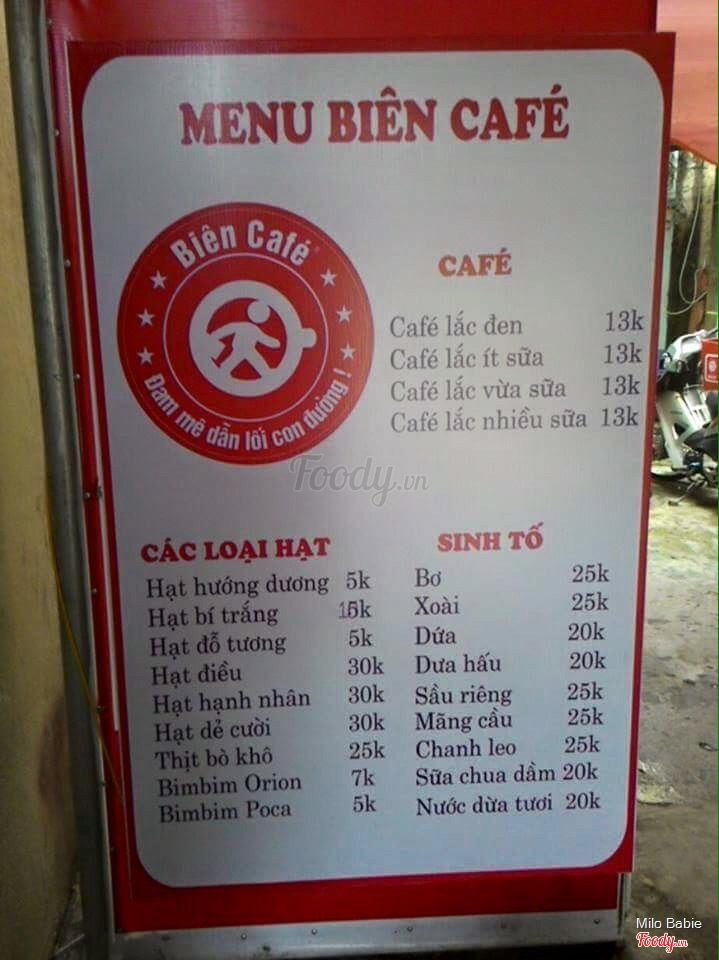 MENU BIÊN CAFÉ
Biên Café
Đam mê dẫn lối con đường !
CAFÉ
Café lắc đen 13k
Café lắc ít sữa 13k
Café lắc vừa sữa 13k
Café lắc nhiều sữa 13k
Foody.vn
CÁC LOẠI HẠT
Hạt hướng dương 5k
Hạt bí trắng 15k
Hạt đỗ tương 5k
Hạt điều 30k
Hạt hạnh nhân 30k
Hạt dẻ cười 30k
Thịt bò khô 25k
Bimbim Orion 7k
Bimbim Poca 5k
SINH TỐ
Bơ 25k
Xoài 25k
Dứa 20k
Dưa hấu 20k
Sầu riêng 25k
Mãng cầu 25k
Chanh leo 25k
Sữa chua dầm 20k
Nước dừa tươi 20k
Milo Babie
Foody.vn